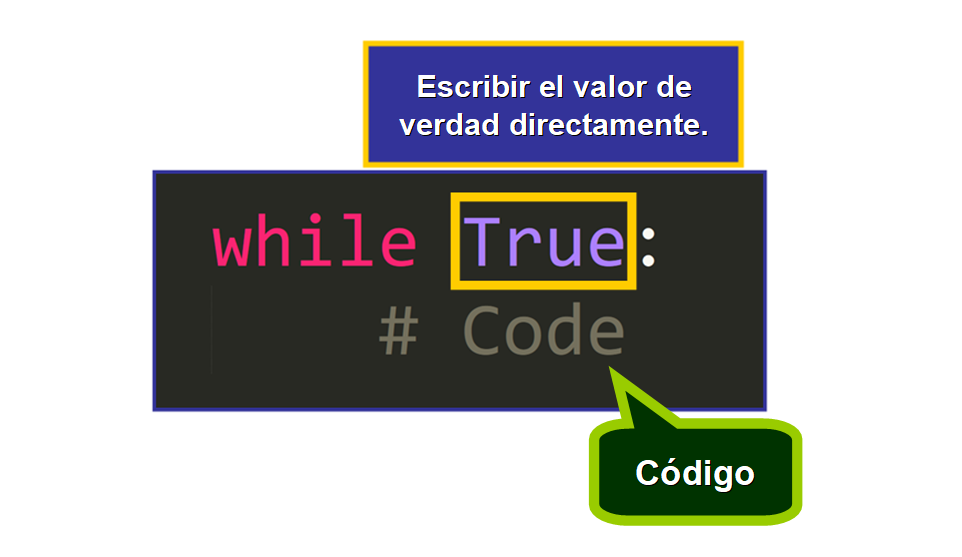 Escribir el valor de
verdad directamente.
while True:
# Code
Código